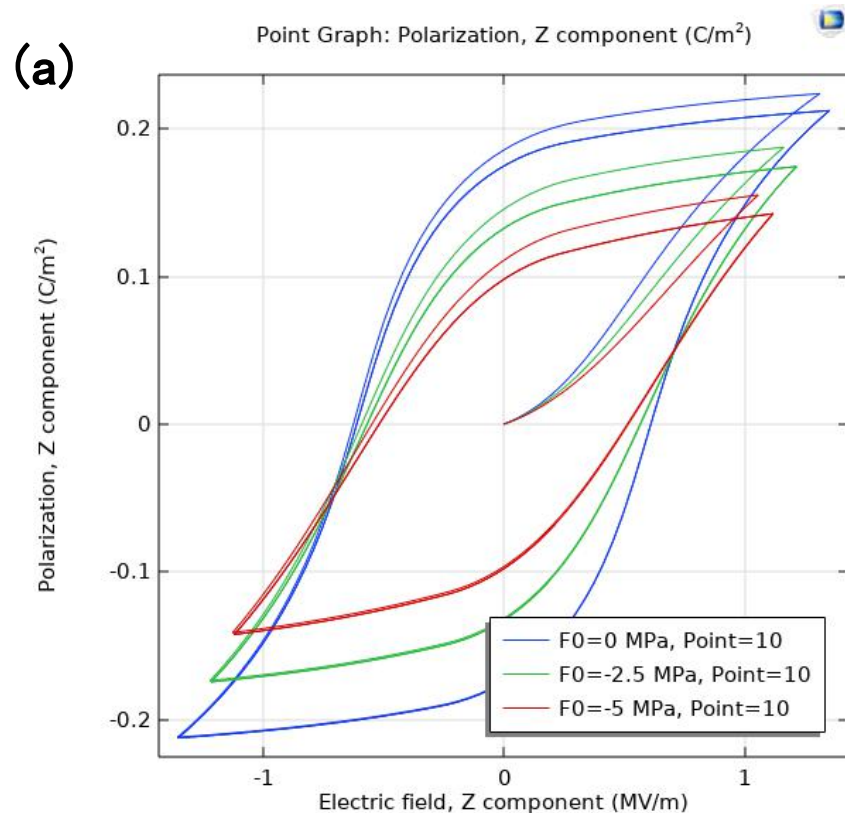 Point Graph: Polarization, Z component (C/m²)
(a)
Polarization, Z component (C/m²)
0.2
0.1
0
-0.1
-0.2
F0=0 MPa, Point=10
F0=-2.5 MPa, Point=10
F0=-5 MPa, Point=10
-1
0
1
Electric field, Z component (MV/m)